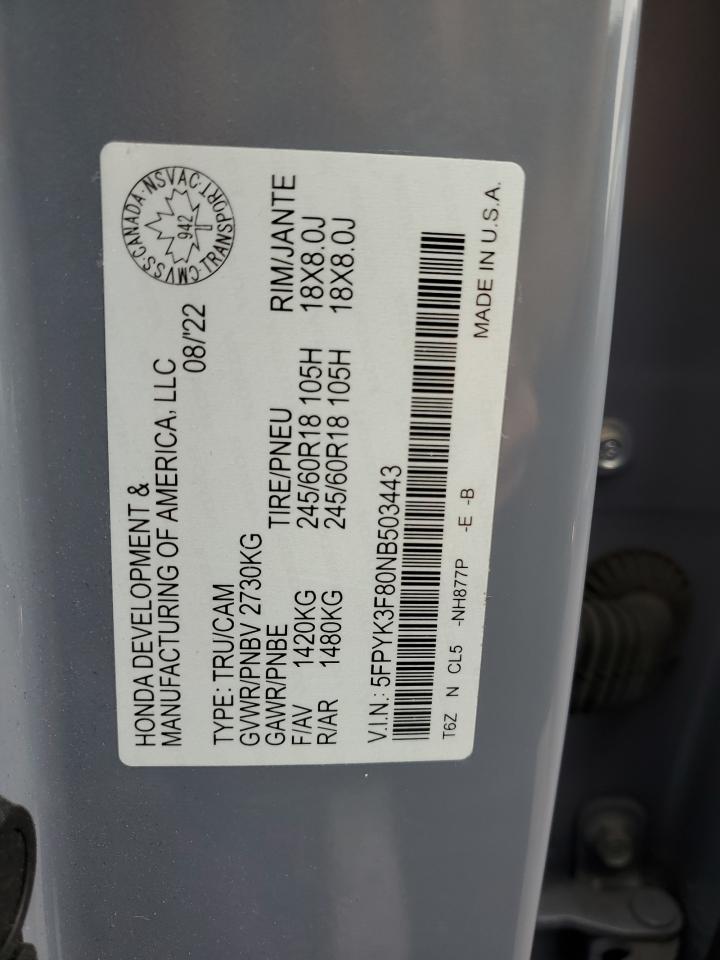 HONDA DEVELOPMENT &
MANUFACTURING OF AMERICA, LLC
08/'22
CMVSS·CANADA·NSVAC·TRANSPORT·
942
TYPE: TRU/CAM
GVWR/PNBV 2730KG
GAWR/PNBE TIRE/PNEU RIM/JANTE
F/AV 1420KG 245/60R18 105H 18X8.0J
R/AR 1480KG 245/60R18 105H 18X8.0J
V.I.N.: 5FPYK3F80NB503443
T6Z N CL5 -NH877P -E -B MADE IN U.S.A.